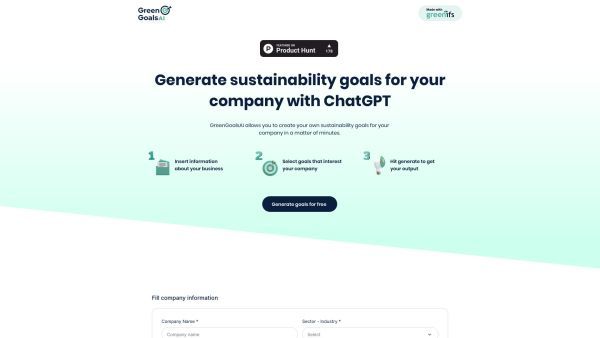 Green
GoalsAI
Made with
greenifs
FEATURED ON
Product Hunt
Generate sustainability goals for your
company with ChatGPT
GreenGoalsAI allows you to create your own sustainability goals for your
company in a matter of minutes.
1
Insert information
about your business
2
Select goals that interest
your company
3
Hit generate to get
your output
Generate goals for free
Fill company information
Company Name *
Sector - Industry *
Company name
Select